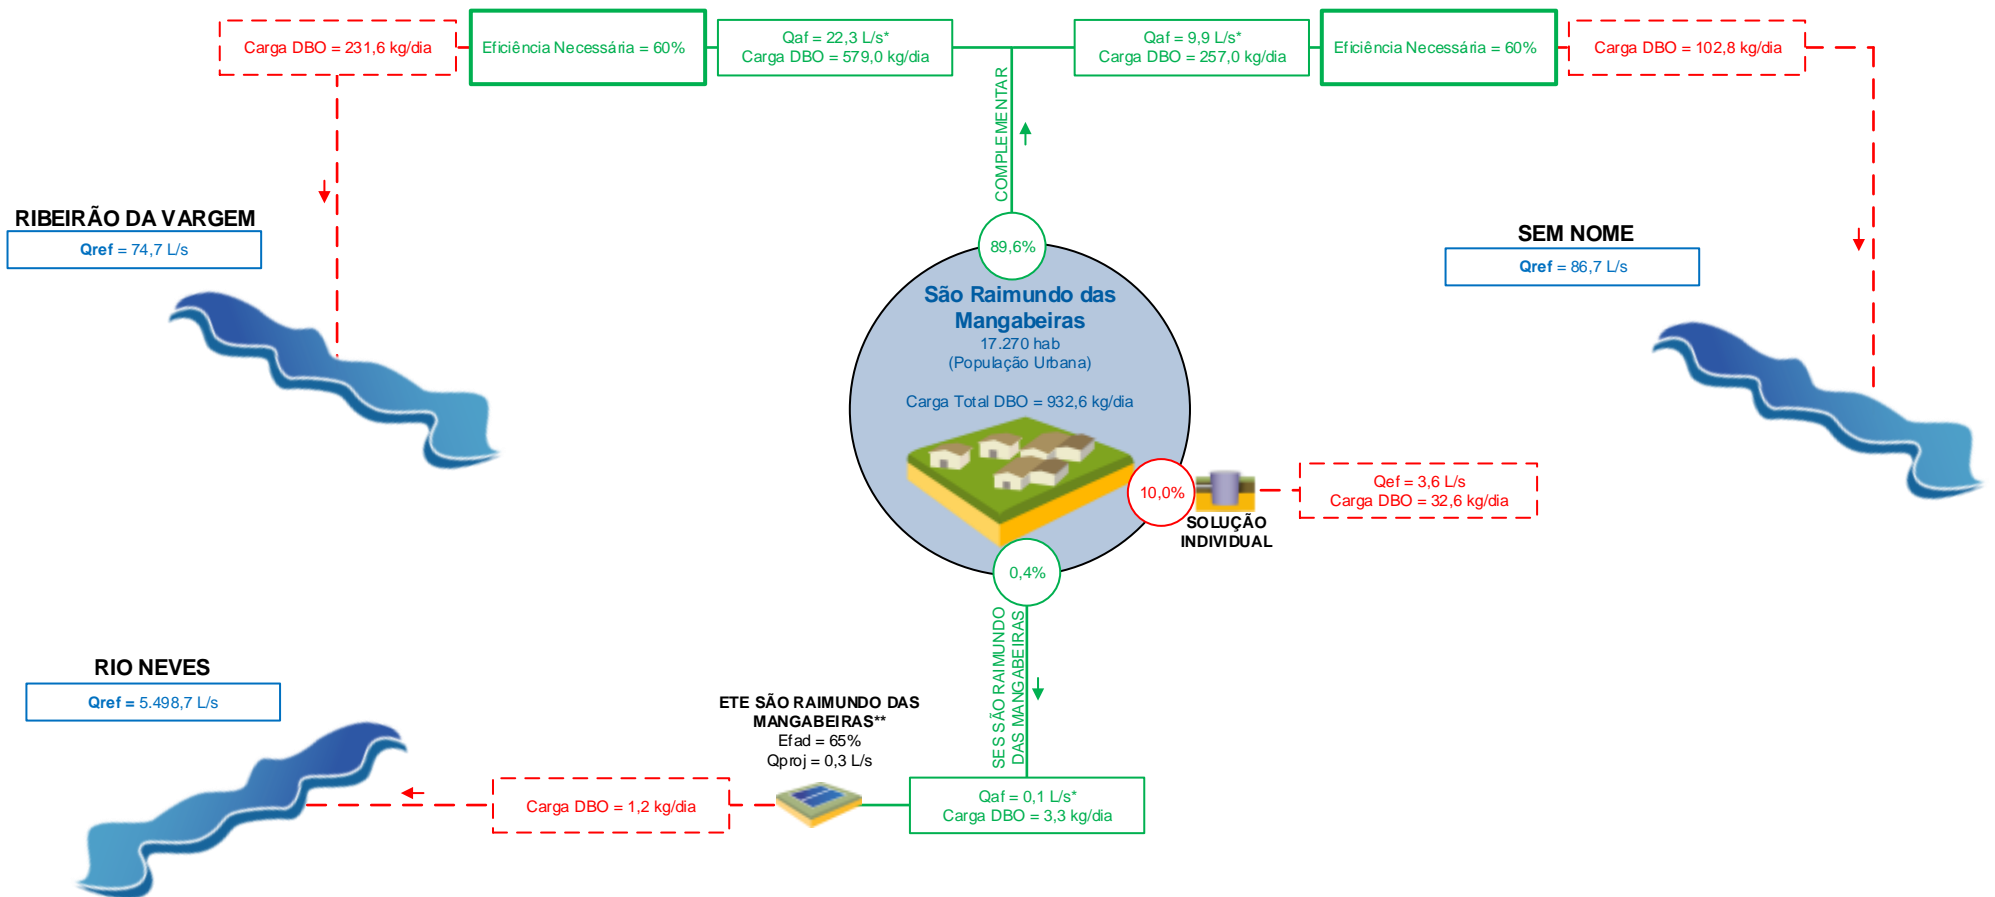 Carga DBO = 231,6 kg/dia
Eficiência Necessária = 60%
Qaf = 22,3 L/s*
Carga DBO = 579,0 kg/dia
Qaf = 9,9 L/s*
Carga DBO = 257,0 kg/dia
Eficiência Necessária = 60%
Carga DBO = 102,8 kg/dia
COMPLEMENTAR
RIBEIRÃO DA VARGEM
Qref = 74,7 L/s
SEM NOME
Qref = 86,7 L/s
89,6%
São Raimundo das
Mangabeiras
17.270 hab
(População Urbana)
Carga Total DBO = 932,6 kg/dia
10,0%
SOLUÇÃO
INDIVIDUAL
Qef = 3,6 L/s
Carga DBO = 32,6 kg/dia
0,4%
SES SÃO RAIMUNDO
DAS MANGABEIRAS
RIO NEVES
Qref = 5.498,7 L/s
ETE SÃO RAIMUNDO DAS
MANGABEIRAS**
Efad = 65%
Qproj = 0,3 L/s
Carga DBO = 1,2 kg/dia
Qaf = 0,1 L/s*
Carga DBO = 3,3 kg/dia